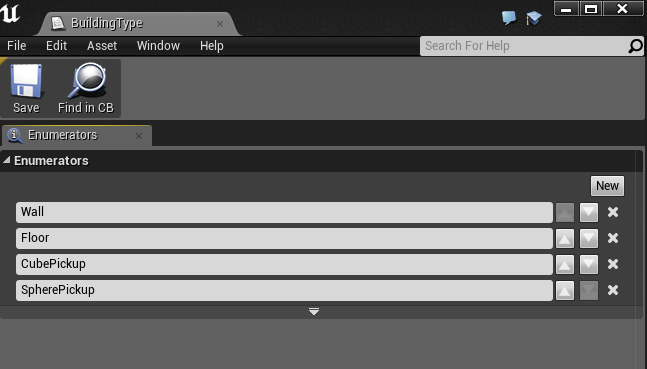 BuildingType
File Edit Asset Window Help
Search For Help
Save Find in CB
Enumerators
Enumerators
New
Wall
Floor
CubePickup
SpherePickup